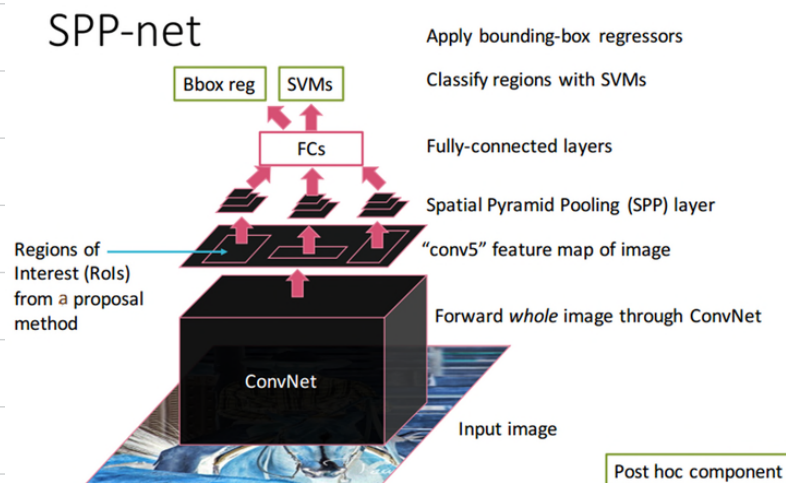 SPP-net
Apply bounding-box regressors
Bbox reg
SVMs
Classify regions with SVMs
FCs
Fully-connected layers
Spatial Pyramid Pooling (SPP) layer
Regions of
Interest (RoIs)
from a proposal
method
“conv5” feature map of image
Forward whole image through ConvNet
ConvNet
Input image
Post hoc component